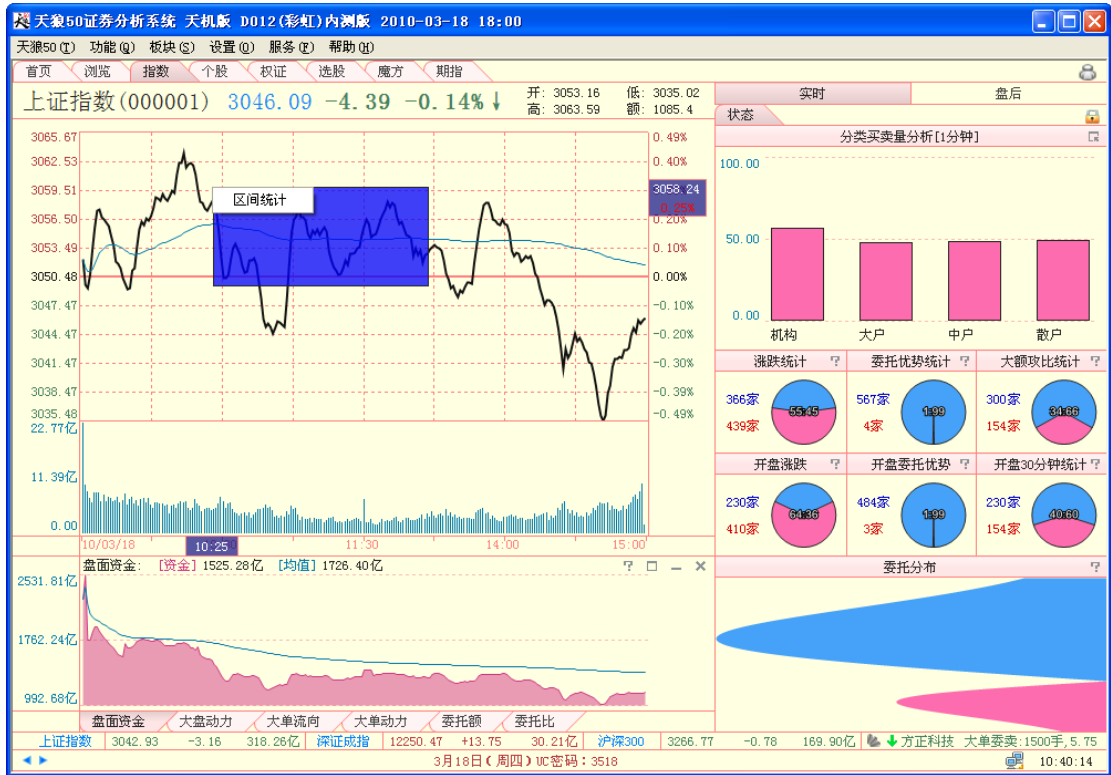 天狼50证券分析系统 天机版 D012(彩虹)内测版 2010-03-18 18:00
天狼50(T) 功能(Q) 板块(S) 设置(O) 服务(F) 帮助(H)
首页 浏览 指数 个股 权证 选股 魔方 期指
上证指数(000001) 3046.09 -4.39 -0.14%↓ 开: 3053.16 低: 3035.02
高: 3063.59 额: 1085.4
实时 盘后
状态
分类买卖量分析[1分钟]
3065.67 0.49%
3062.53 0.40%
3059.51 3058.24
0.25%
区间统计
3056.50 0.20%
3053.49 0.10%
3050.48 0.00%
3047.47 -0.10%
3044.47 -0.20%
3041.47 -0.30%
3038.47 -0.39%
3035.48 -0.49%
22.77亿
11.39亿
0.00
10/03/18 10:25 11:30 14:00 15:00
100.00
50.00
0.00
机构 大户 中户 散户
涨跌统计 ? 委托优势统计 ? 大额攻比统计 ?
366家 55:45 567家 1:99 300家 34:66
439家 4家 154家
开盘涨跌 ? 开盘委托优势 ? 开盘30分钟统计 ?
230家 64:36 484家 1:99 230家 40:60
410家 3家 154家
委托分布 ?
盘面资金: [资金] 1525.28亿 [均值] 1726.40亿 ?
2531.81亿
1762.24亿
992.68亿
盘面资金 大盘动力 大单流向 大单动力 委托额 委托比
上证指数 3042.93 -3.16 318.26亿 深证成指 12250.47 +13.75 30.21亿 沪深300 3266.77 -0.78 169.90亿 方正科技 大单委卖:1500手,5.75
3月18日(周四)UC密码：3518 10:40:14